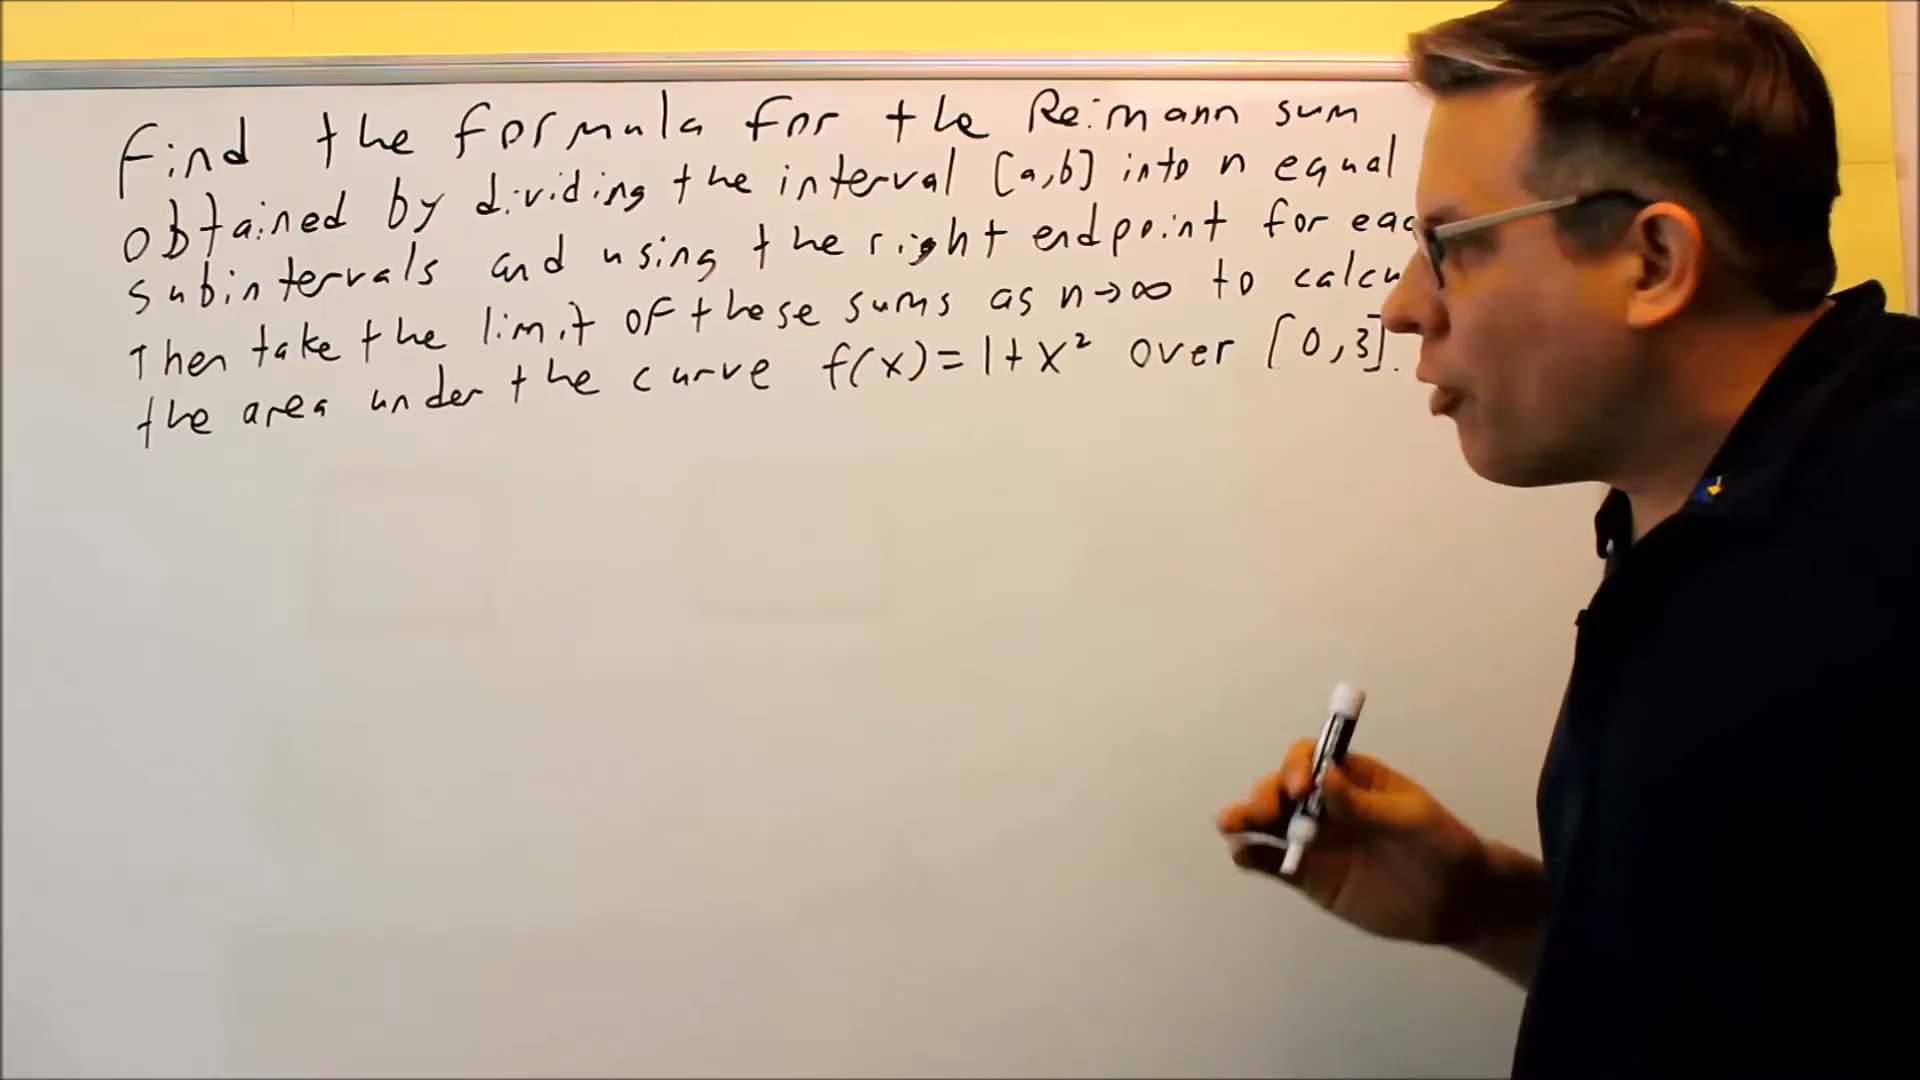 Find the formula for the Reimann sum
obtained by dividing the interval [a,b] into n equal
subintervals and using the right endpoint for
Then take the limit of these sums as n→∞ to
the area under the curve f(x)=1+x² over [0,3].